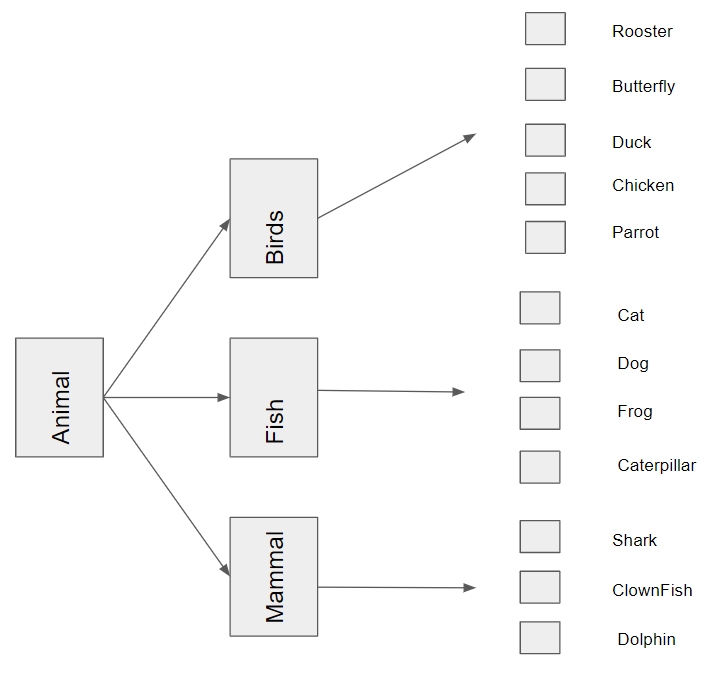 Animal
Birds
Fish
Mammal
Rooster
Butterfly
Duck
Chicken
Parrot
Cat
Dog
Frog
Caterpillar
Shark
ClownFish
Dolphin